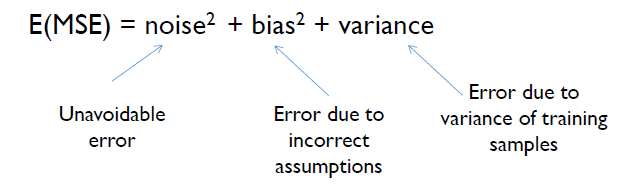 E(MSE) = noise² + bias² + variance
Unavoidable
error
Error due to
incorrect
assumptions
Error due to
variance of training
samples